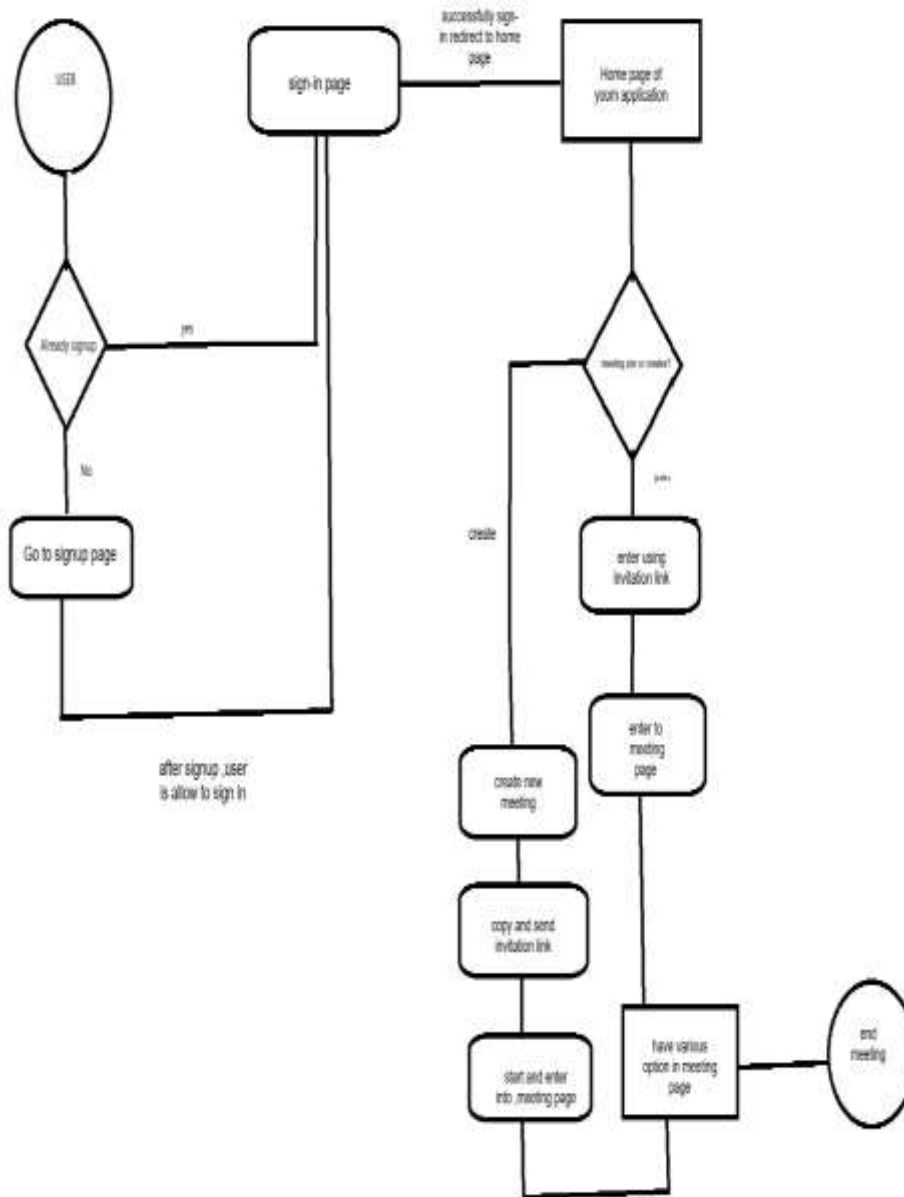 USER
sign-in page
successfully sign-
in redirect to home
page
Home page of
yoom application
Already signup
yes
No
Go to signup page
after signup ,user
is allow to sign in
create
enter using
invitation link
enter to
meeting
page
create new
meeting
copy and send
invitation link
start and enter
into ,meeting page
have various
option in meeting
page
end
meeting